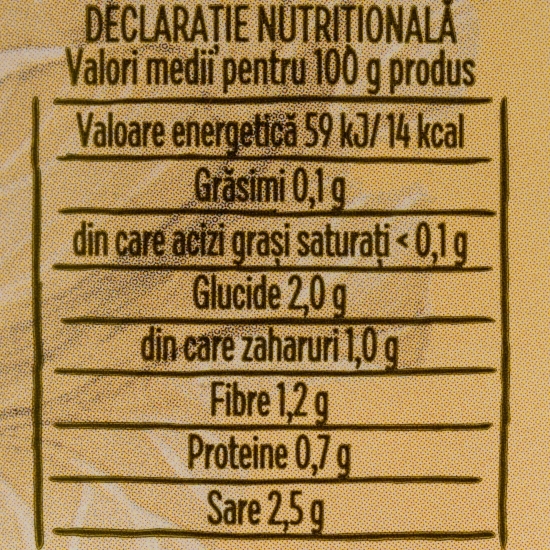 DECLARAȚIE NUTRIȚIONALĂ
Valori medii pentru 100 g produs
Valoare energetică 59 kJ/ 14 kcal
Grăsimi 0,1 g
din care acizi grași saturați < 0,1 g
Glucide 2,0 g
din care zaharuri 1,0 g
Fibre 1,2 g
Proteine 0,7 g
Sare 2,5 g